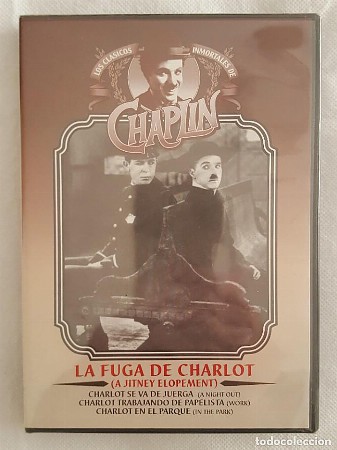 LOS CLÁSICOS INMORTALES DE
CHAPLIN
LA FUGA DE CHARLOT
(A JITNEY ELOPEMENT)
CHARLOT SE VA DE JUERGA (A NIGHT OUT)
CHARLOT TRABAJANDO DE PAPELISTA (WORK)
CHARLOT EN EL PARQUE (IN THE PARK)
todocoleccion